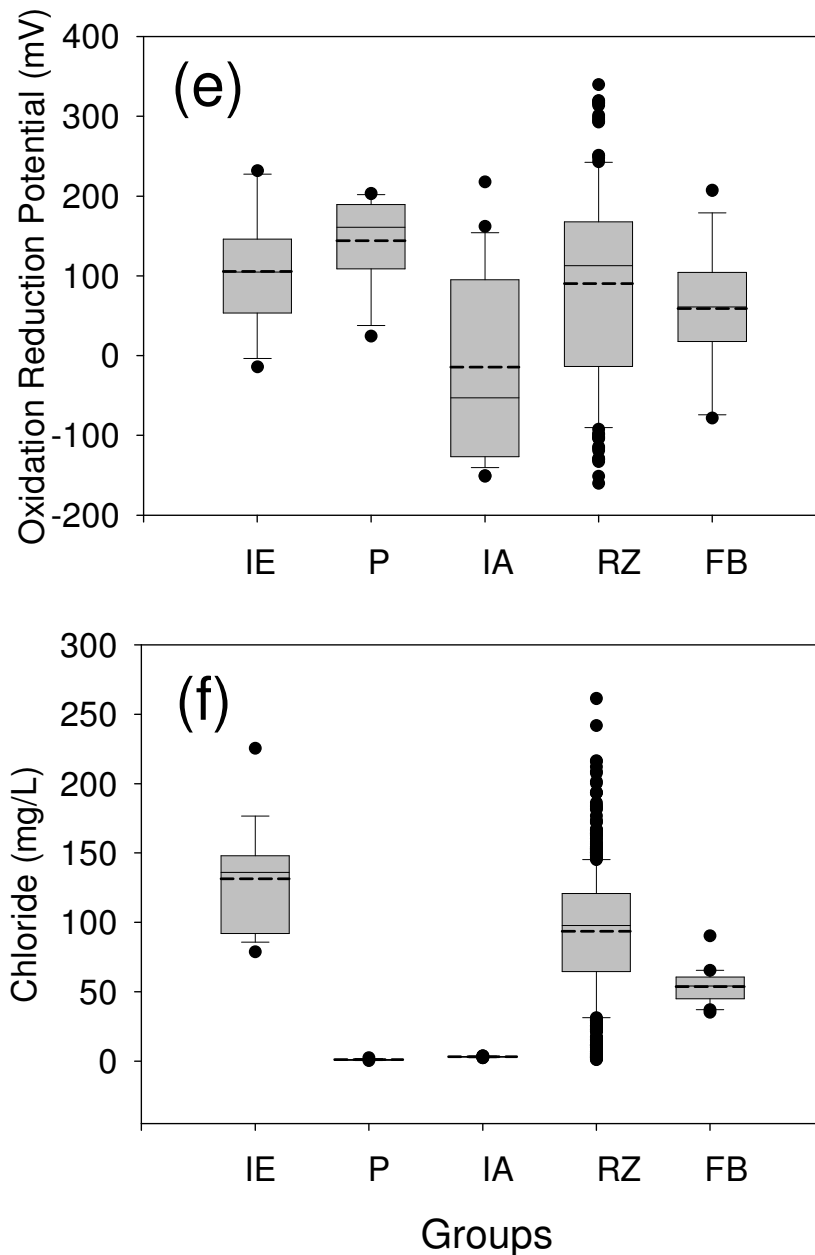 Oxidation Reduction Potential (mV)
(e)
400
300
200
100
0
-100
-200
IE P IA RZ FB
Chloride (mg/L)
(f)
300
250
200
150
100
50
0
IE P IA RZ FB
Groups